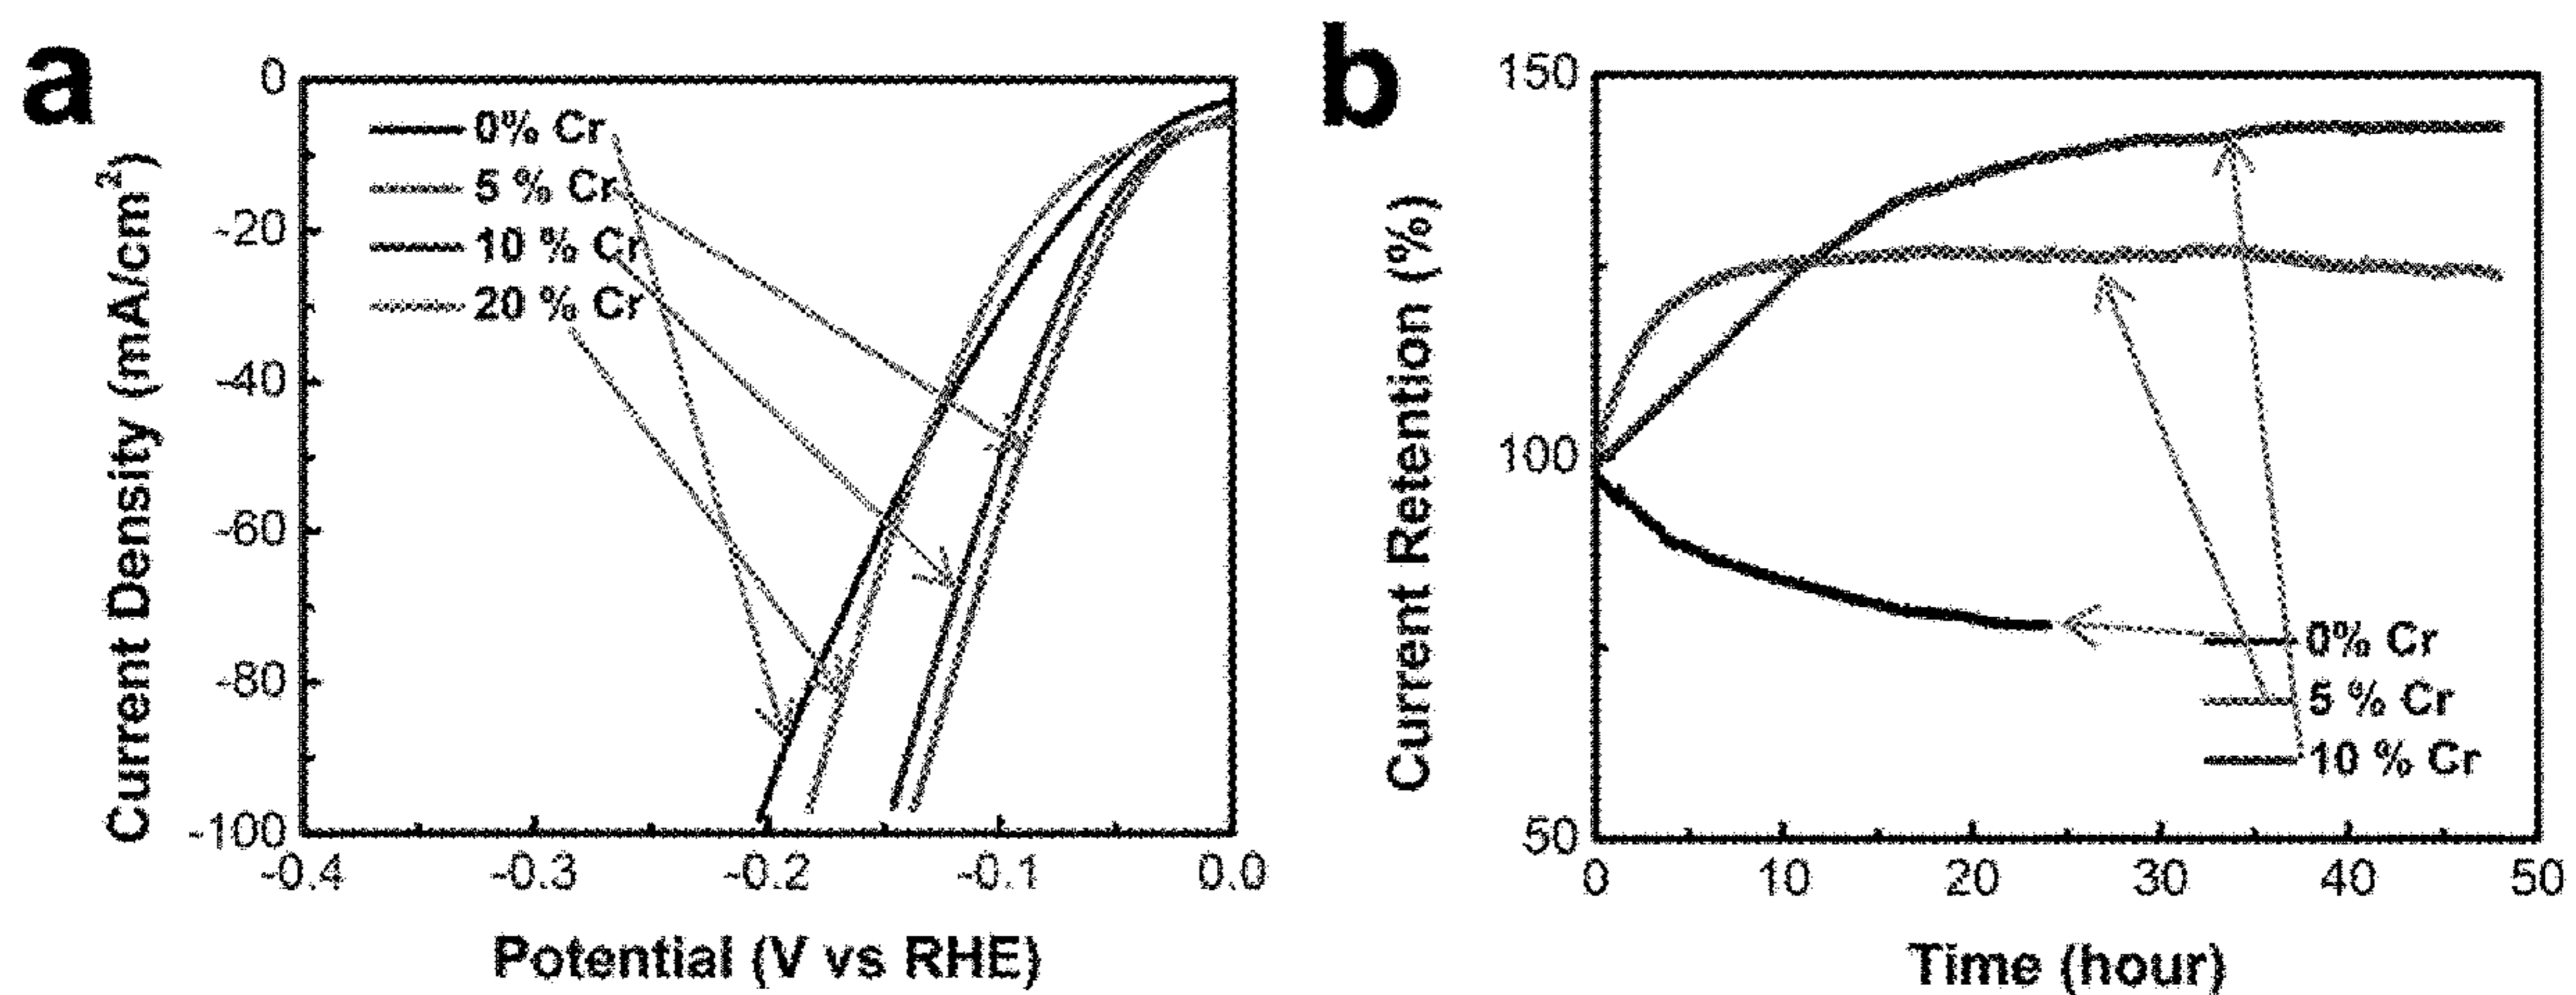 a
0
-20
-40
-60
-80
-100
-0.4
-0.3
-0.2
-0.1
0.0
Current Density (mA/cm²)
Potential (V vs RHE)
0% Cr
5 % Cr
10 % Cr
20 % Cr
b
150
100
50
0
10
20
30
40
50
Current Retention (%)
Time (hour)
0% Cr
5 % Cr
10 % Cr